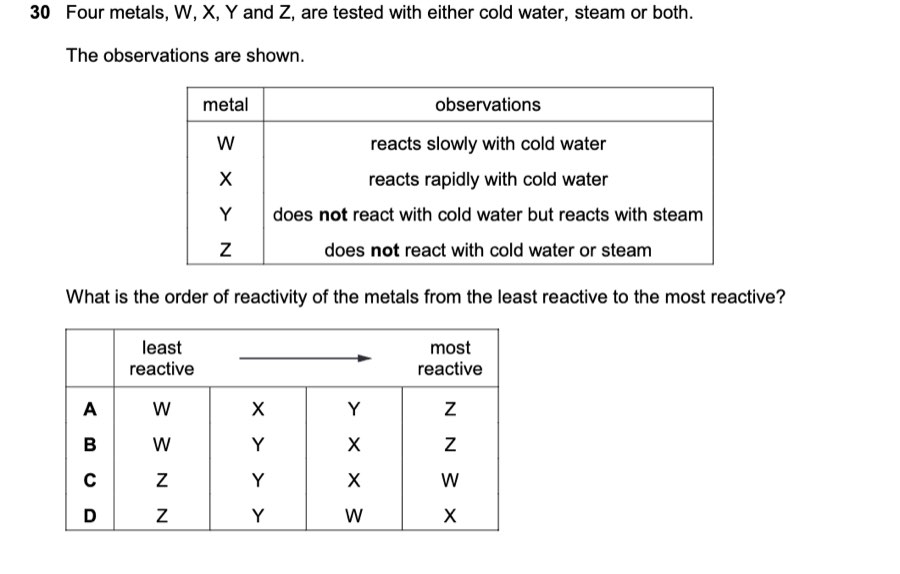 30 Four metals, W, X, Y and Z, are tested with either cold water, steam or both.
The observations are shown.
metal observations
W reacts slowly with cold water
X reacts rapidly with cold water
Y does not react with cold water but reacts with steam
Z does not react with cold water or steam
What is the order of reactivity of the metals from the least reactive to the most reactive?
least most
reactive reactive
A W X Y Z
B W Y X Z
C Z Y X W
D Z Y W X